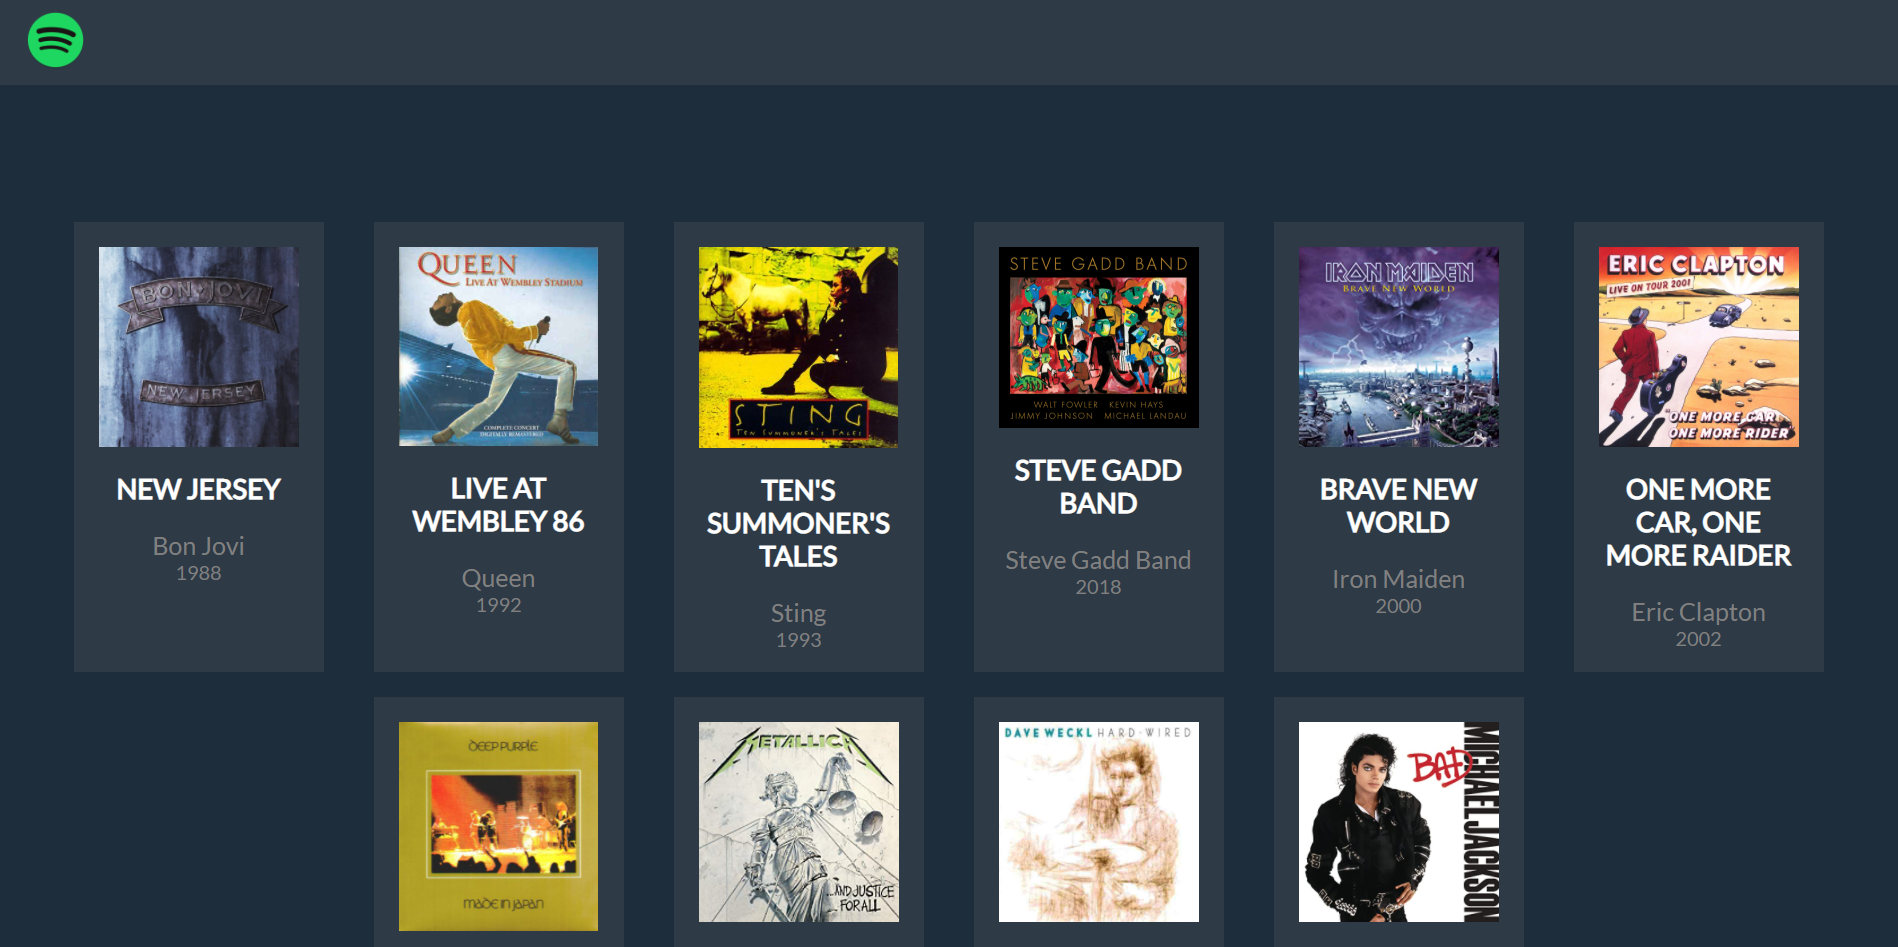 BON JOVI
NEW JERSEY
NEW JERSEY
Bon Jovi
1988
QUEEN
LIVE AT WEMBLEY STADIUM
COMPLETE CONCERT
DIGITALLY REMASTERED
LIVE AT
WEMBLEY 86
Queen
1992
STING
TEN SUMMONER'S TALES
TEN'S
SUMMONER'S
TALES
Sting
1993
STEVE GADD BAND
WALT FOWLER KEVIN HAYS
JIMMY JOHNSON MICHAEL LANDAU
STEVE GADD
BAND
Steve Gadd Band
2018
IRON MAIDEN
BRAVE NEW WORLD
BRAVE NEW
WORLD
Iron Maiden
2000
ERIC CLAPTON
LIVE ON TOUR 2001
ONE MORE CAR,
ONE MORE RIDER
ONE MORE
CAR, ONE
MORE RAIDER
Eric Clapton
2002
DEEP PURPLE
MADE IN JAPAN
METALLICA
...AND JUSTICE
FOR ALL
DAVE WECKL HARD-WIRED
BAD
MICHAEL JACKSON